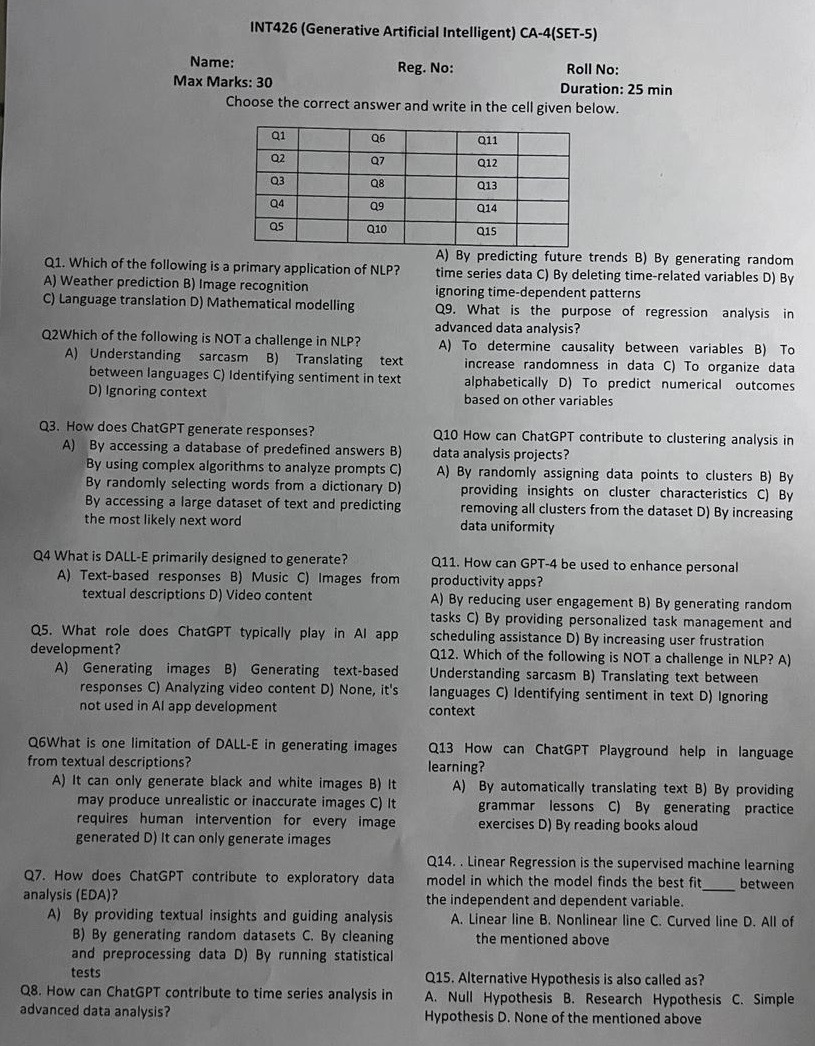 INT426 (Generative Artificial Intelligent) CA-4(SET-5)
Name: Reg. No: Roll No:
Max Marks: 30 Duration: 25 min
Choose the correct answer and write in the cell given below.
Q1 Q6 Q11
Q2 Q7 Q12
Q3 Q8 Q13
Q4 Q9 Q14
Q5 Q10 Q15
Q1. Which of the following is a primary application of NLP?
A) Weather prediction B) Image recognition
C) Language translation D) Mathematical modelling
Q2Which of the following is NOT a challenge in NLP?
A) Understanding sarcasm B) Translating text
between languages C) Identifying sentiment in text
D) Ignoring context
Q3. How does ChatGPT generate responses?
A) By accessing a database of predefined answers B)
By using complex algorithms to analyze prompts C)
By randomly selecting words from a dictionary D)
By accessing a large dataset of text and predicting
the most likely next word
Q4 What is DALL-E primarily designed to generate?
A) Text-based responses B) Music C) Images from
textual descriptions D) Video content
Q5. What role does ChatGPT typically play in AI app
development?
A) Generating images B) Generating text-based
responses C) Analyzing video content D) None, it's
not used in AI app development
Q6What is one limitation of DALL-E in generating images
from textual descriptions?
A) It can only generate black and white images B) It
may produce unrealistic or inaccurate images C) It
requires human intervention for every image
generated D) It can only generate images
Q7. How does ChatGPT contribute to exploratory data
analysis (EDA)?
A) By providing textual insights and guiding analysis
B) By generating random datasets C. By cleaning
and preprocessing data D) By running statistical
tests
Q8. How can ChatGPT contribute to time series analysis in
advanced data analysis?
A) By predicting future trends B) By generating random
time series data C) By deleting time-related variables D) By
ignoring time-dependent patterns
Q9. What is the purpose of regression analysis in
advanced data analysis?
A) To determine causality between variables B) To
increase randomness in data C) To organize data
alphabetically D) To predict numerical outcomes
based on other variables
Q10 How can ChatGPT contribute to clustering analysis in
data analysis projects?
A) By randomly assigning data points to clusters B) By
providing insights on cluster characteristics C) By
removing all clusters from the dataset D) By increasing
data uniformity
Q11. How can GPT-4 be used to enhance personal
productivity apps?
A) By reducing user engagement B) By generating random
tasks C) By providing personalized task management and
scheduling assistance D) By increasing user frustration
Q12. Which of the following is NOT a challenge in NLP? A)
Understanding sarcasm B) Translating text between
languages C) Identifying sentiment in text D) Ignoring
context
Q13 How can ChatGPT Playground help in language
learning?
A) By automatically translating text B) By providing
grammar lessons C) By generating practice
exercises D) By reading books aloud
Q14. . Linear Regression is the supervised machine learning
model in which the model finds the best fit____ between
the independent and dependent variable.
A. Linear line B. Nonlinear line C. Curved line D. All of
the mentioned above
Q15. Alternative Hypothesis is also called as?
A. Null Hypothesis B. Research Hypothesis C. Simple
Hypothesis D. None of the mentioned above